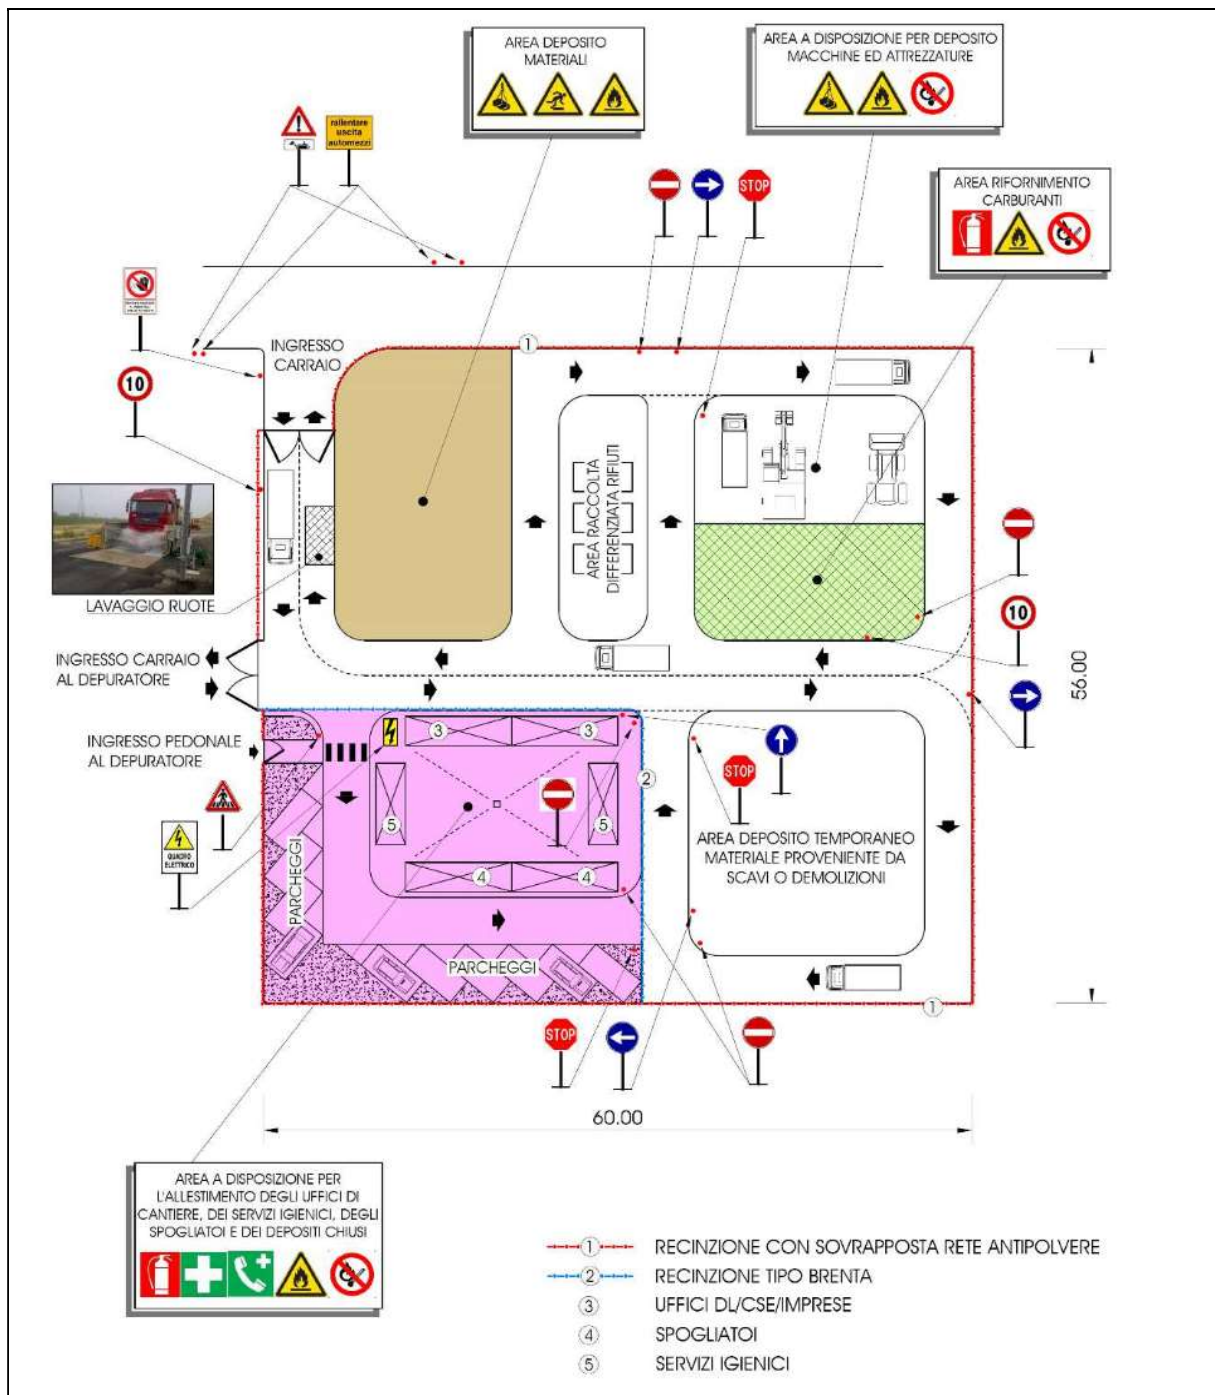 AREA DEPOSITO
MATERIALI
AREA A DISPOSIZIONE PER DEPOSITO
MACCHINE ED ATTREZZATURE
rallentare
uscita
automezzi
STOP
AREA RIFORNIMENTO
CARBURANTI
INGRESSO
CARRAIO
1
10
AREA RACCOLTA
DIFFERENZIATA RIFIUTI
LAVAGGIO RUOTE
10
INGRESSO CARRAIO
AL DEPURATORE
56.00
INGRESSO PEDONALE
AL DEPURATORE
3
3
2
STOP
5
5
QUADRO
ELETTRICO
AREA DEPOSITO TEMPORANEO
MATERIALE PROVENIENTE DA
SCAVI O DEMOLIZIONI
4
4
PARCHEGGI
PARCHEGGI
1
STOP
60.00
AREA A DISPOSIZIONE PER
L'ALLESTIMENTO DEGLI UFFICI DI
CANTIERE, DEI SERVIZI IGIENICI, DEGLI
SPOGLIATOI E DEI DEPOSITI CHIUSI
1 RECINZIONE CON SOVRAPPOSTA RETE ANTIPOLVERE
2 RECINZIONE TIPO BRENTA
3 UFFICI DL/CSE/IMPRESE
4 SPOGLIATOI
5 SERVIZI IGIENICI